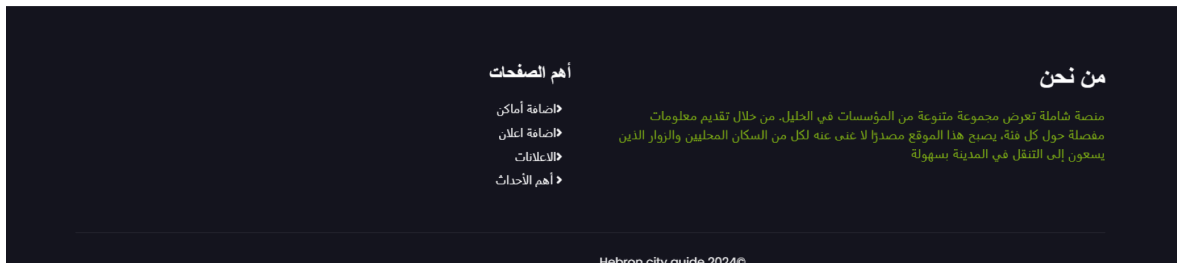 من نحن
منصة شاملة تعرض مجموعة متنوعة من المؤسسات في الخليل. من خلال تقديم معلومات
مفصلة حول كل فئة، يصبح هذا الموقع مصدرًا لا غنى عنه لكل من السكان المحليين والزوار الذين
يسعون إلى التنقل في المدينة بسهولة
أهم الصفحات
اضافة أماكن
اضافة اعلان
الاعلانات
أهم الأحداث
Hebron city guide 2024©